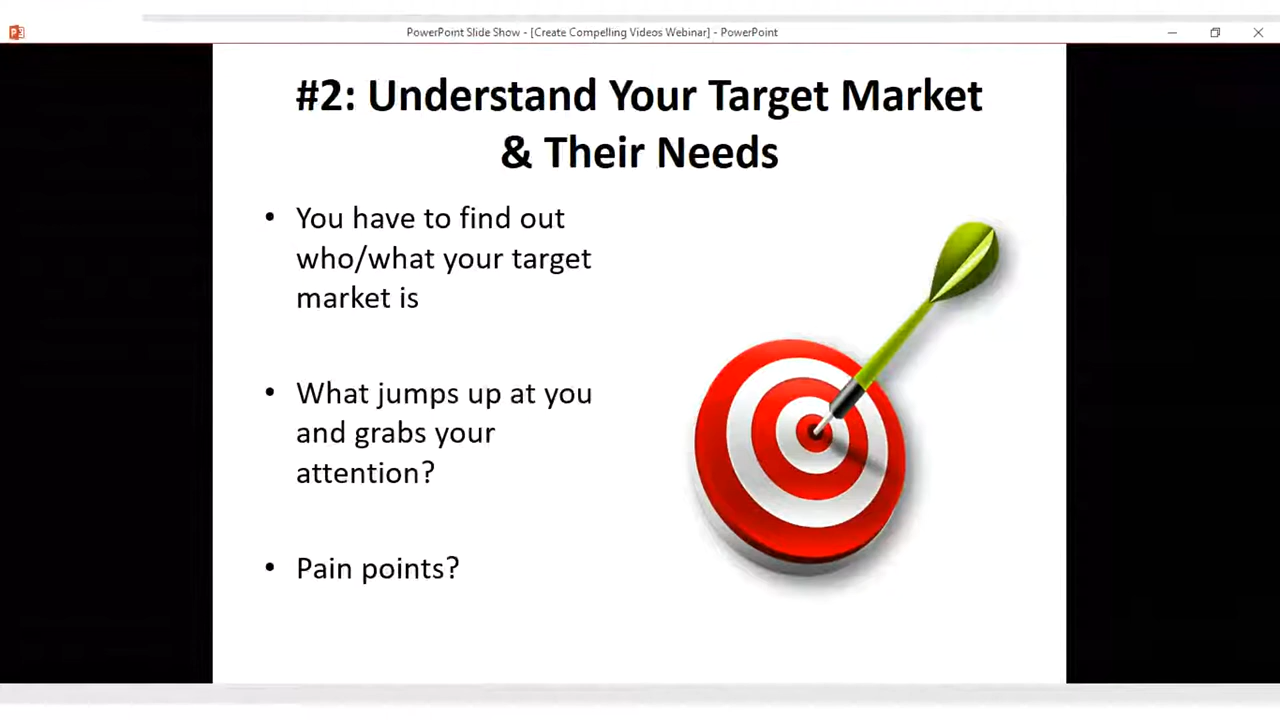 PowerPoint Slide Show - [Create Compelling Videos Webinar] - PowerPoint
#2: Understand Your Target Market
& Their Needs
• You have to find out
who/what your target
market is
• What jumps up at you
and grabs your
attention?
• Pain points?